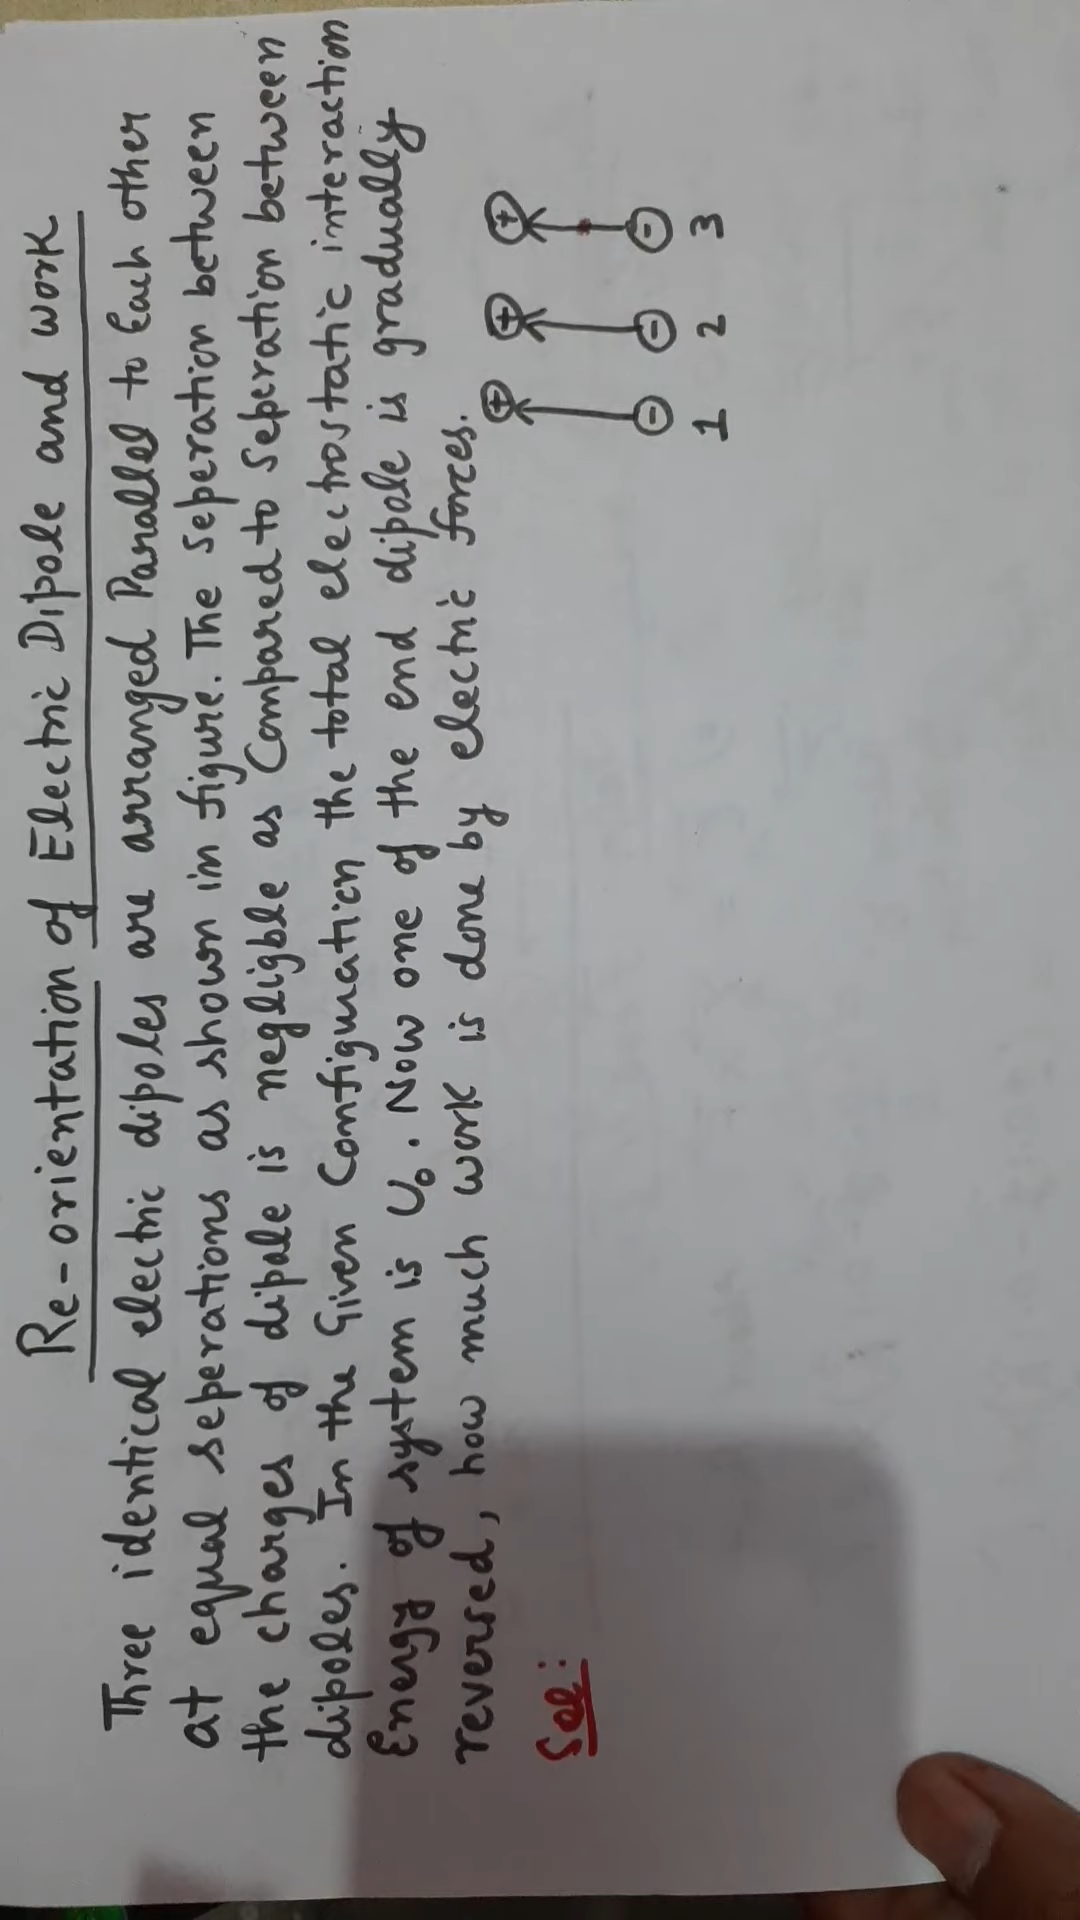 Re-orientation of Electric Dipole and work
Three identical electric dipoles are arranged Parallel to Each other
at equal seperations as shown in figure. The seperation between
the charges of dipale is negligble as Compared to seperation between
dipoles. In the Given Configuration the total electrostatic interaction
Energy of system is U₀. Now one of the end dipole is gradually
reversed, how much work is done by electric forces.
Sol:
+ + +
- - -
1 2 3